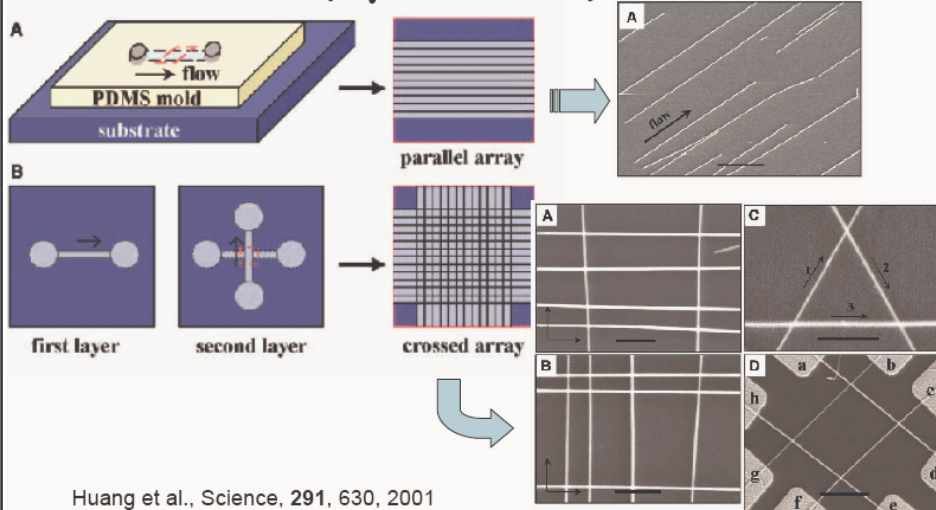 A
flow
PDMS mold
substrate
parallel array
A
flow
B
first layer
second layer
crossed array
A
C
1
2
3
B
D
a
b
c
d
e
f
g
h
Huang et al., Science, 291, 630, 2001